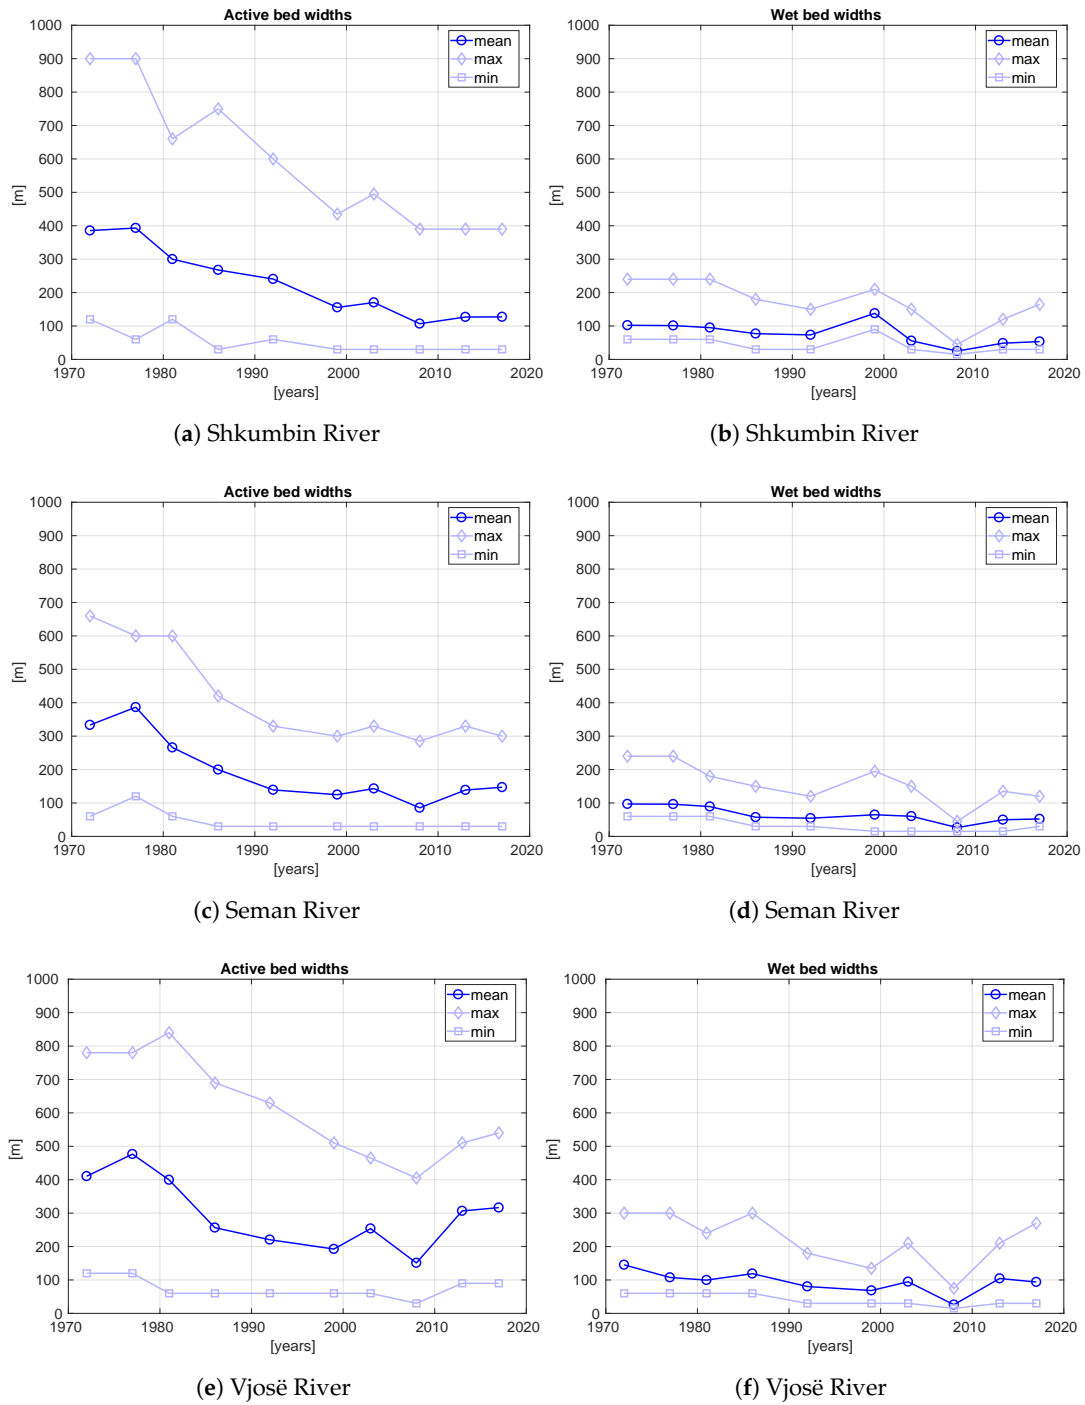 Active bed widths
1000
900
800
700
600
500
400
300
200
100
0
[m]
mean
max
min
1970 1980 1990 2000 2010 2020
[years]
(a) Shkumbin River
Wet bed widths
1000
900
800
700
600
500
400
300
200
100
0
[m]
mean
max
min
1970 1980 1990 2000 2010 2020
[years]
(b) Shkumbin River
Active bed widths
1000
900
800
700
600
500
400
300
200
100
0
[m]
mean
max
min
1970 1980 1990 2000 2010 2020
[years]
(c) Seman River
Wet bed widths
1000
900
800
700
600
500
400
300
200
100
0
[m]
mean
max
min
1970 1980 1990 2000 2010 2020
[years]
(d) Seman River
Active bed widths
1000
900
800
700
600
500
400
300
200
100
0
[m]
mean
max
min
1970 1980 1990 2000 2010 2020
[years]
(e) Vjosë River
Wet bed widths
1000
900
800
700
600
500
400
300
200
100
0
[m]
mean
max
min
1970 1980 1990 2000 2010 2020
[years]
(f) Vjosë River